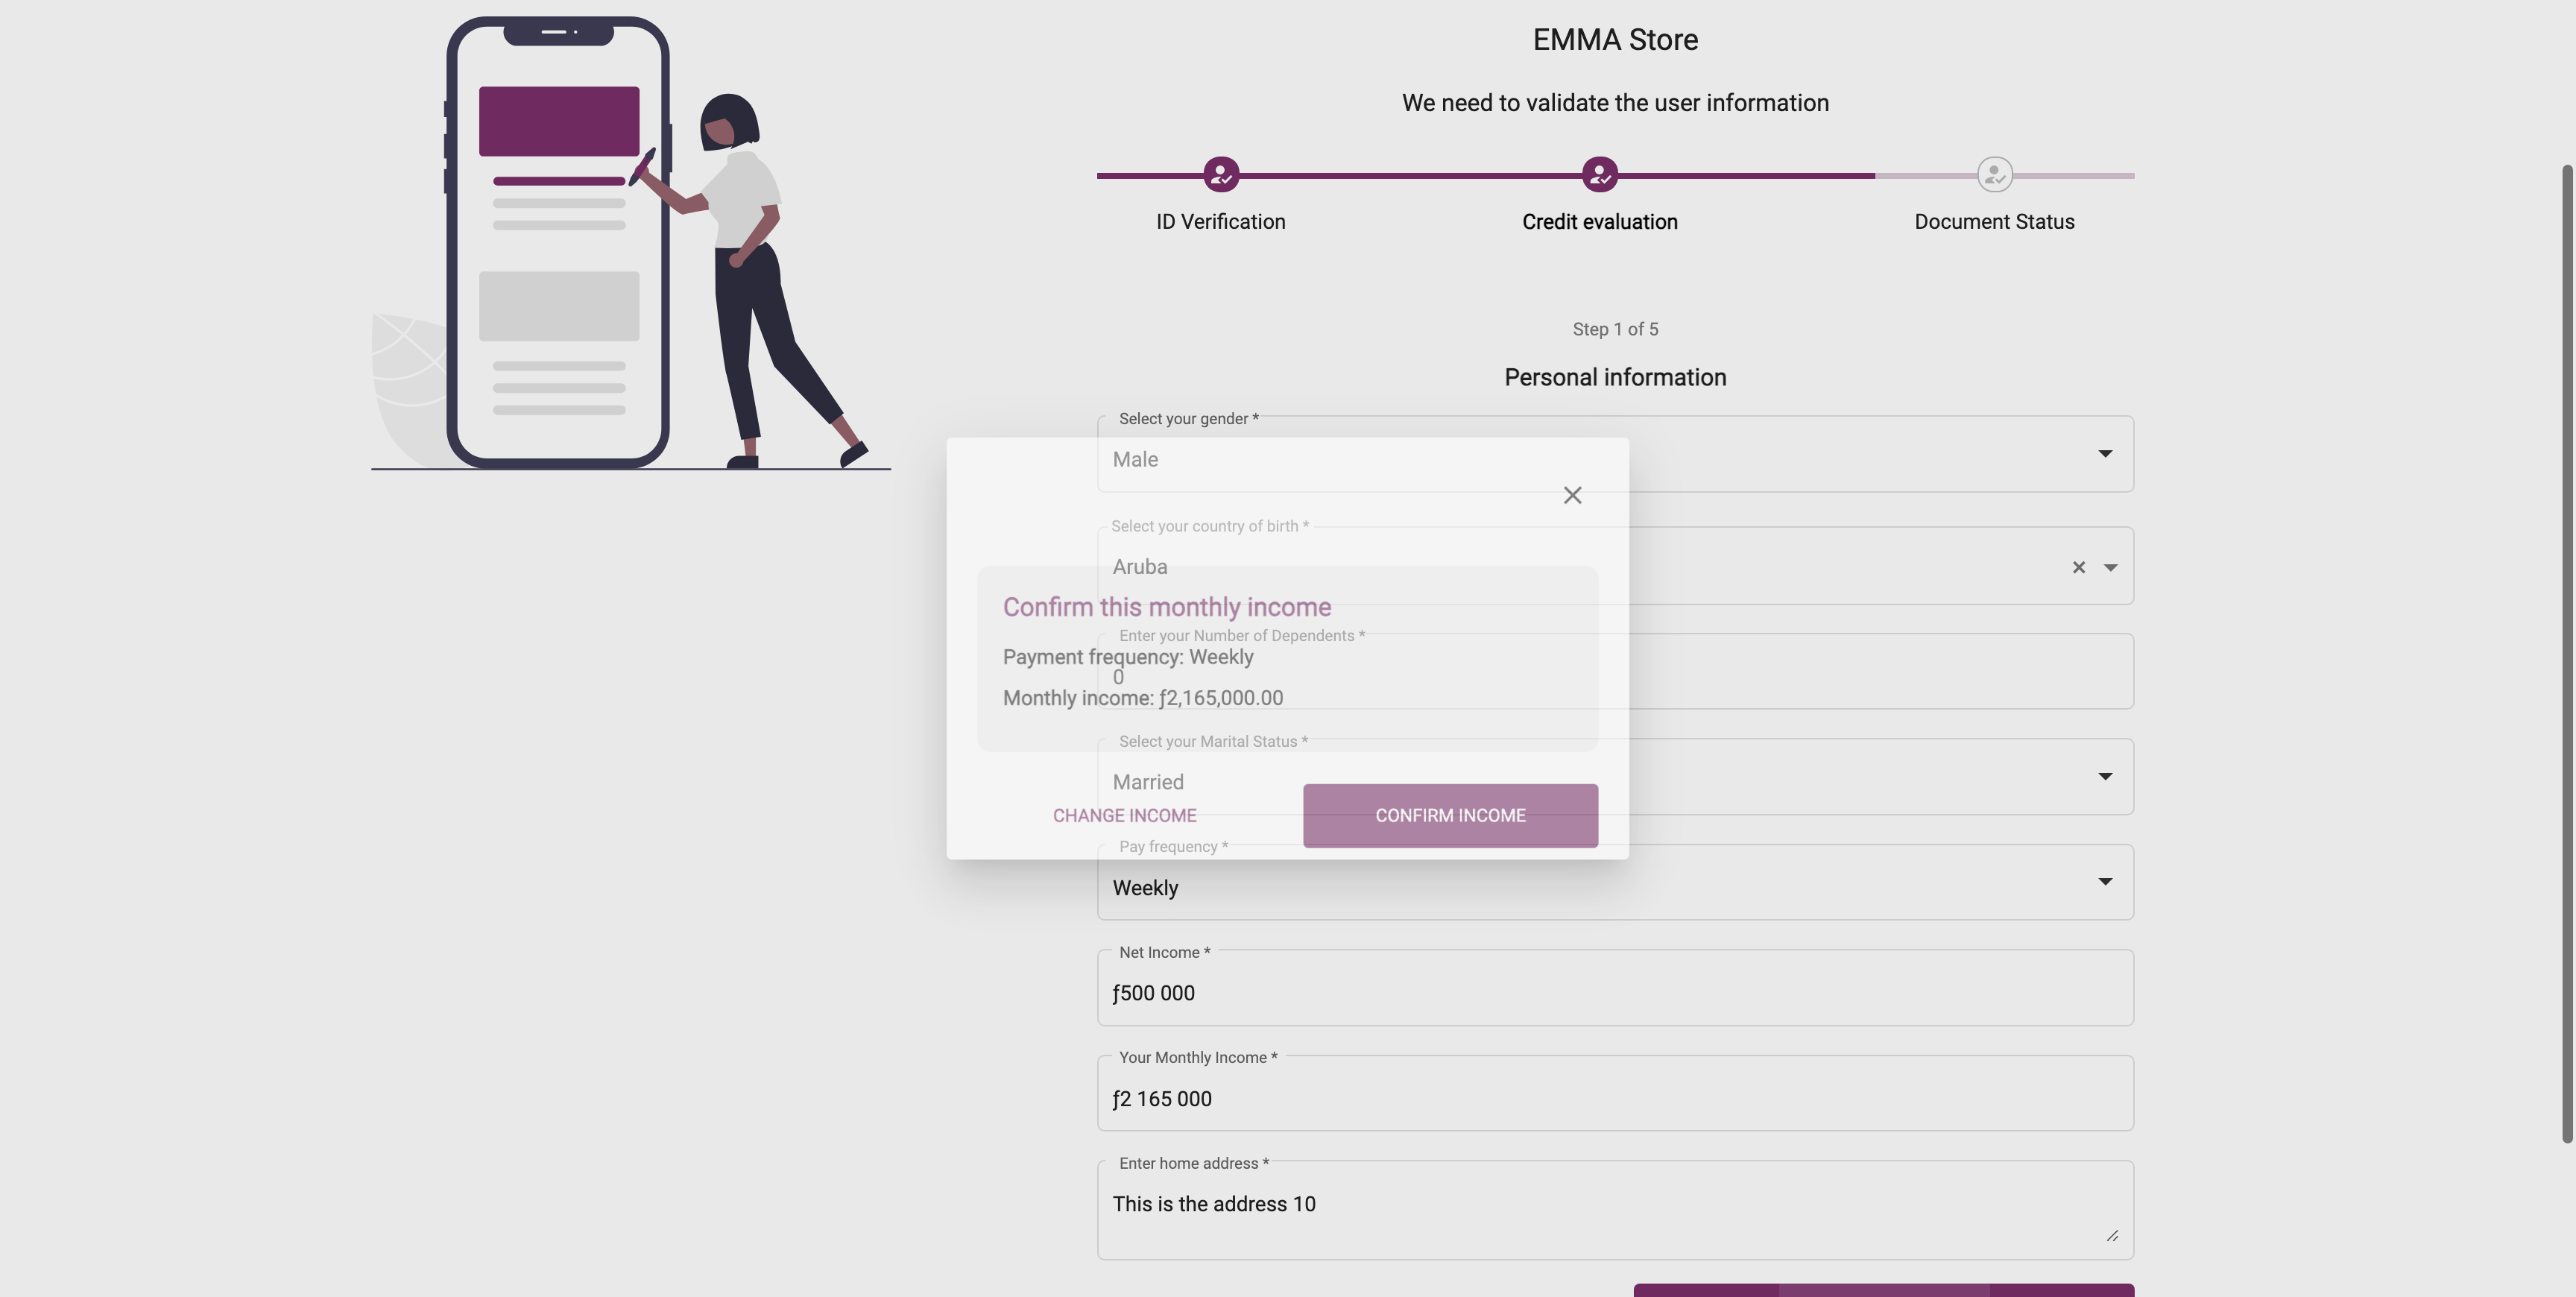 EMMA Store
We need to validate the user information
ID Verification
Credit evaluation
Document Status
Step 1 of 5
Personal information
Select your gender *
Male
Select your country of birth *
Aruba
Confirm this monthly income
Enter your Number of Dependents *
Payment frequency: Weekly
0
Monthly income: ƒ2,165,000.00
Select your Marital Status *
Married
CHANGE INCOME
CONFIRM INCOME
Pay frequency *
Weekly
Net Income *
ƒ500 000
Your Monthly Income *
ƒ2 165 000
Enter home address *
This is the address 10